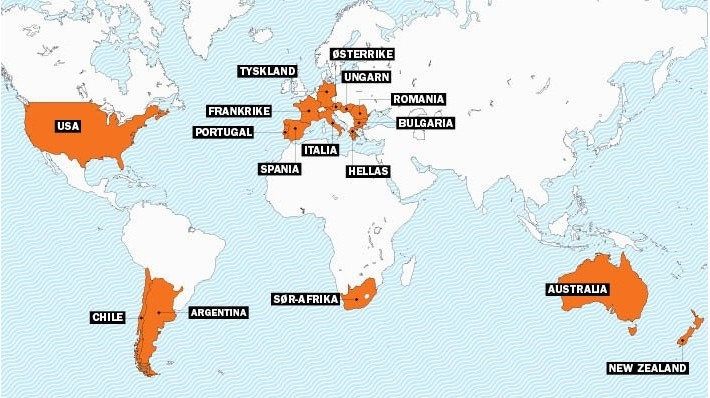 ØSTERRIKE
TYSKLAND
UNGARN
ROMANIA
FRANKRIKE
USA
BULGARIA
PORTUGAL
ITALIA
SPANIA
HELLAS
AUSTRALIA
SØR-AFRIKA
ARGENTINA
CHILE
NEW ZEALAND